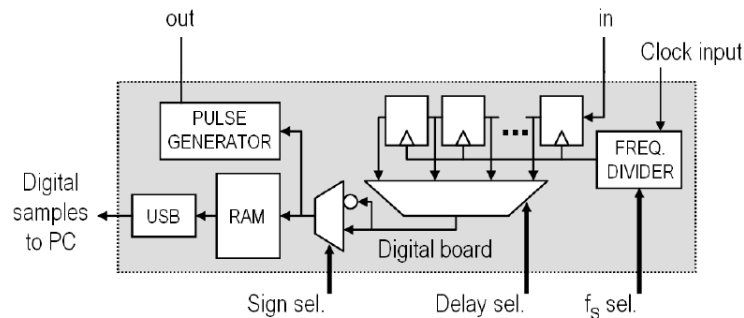 out
in
Clock input
PULSE
GENERATOR
FREQ.
DIVIDER
Digital
samples
to PC
USB
RAM
Digital board
Sign sel.
Delay sel.
fS sel.